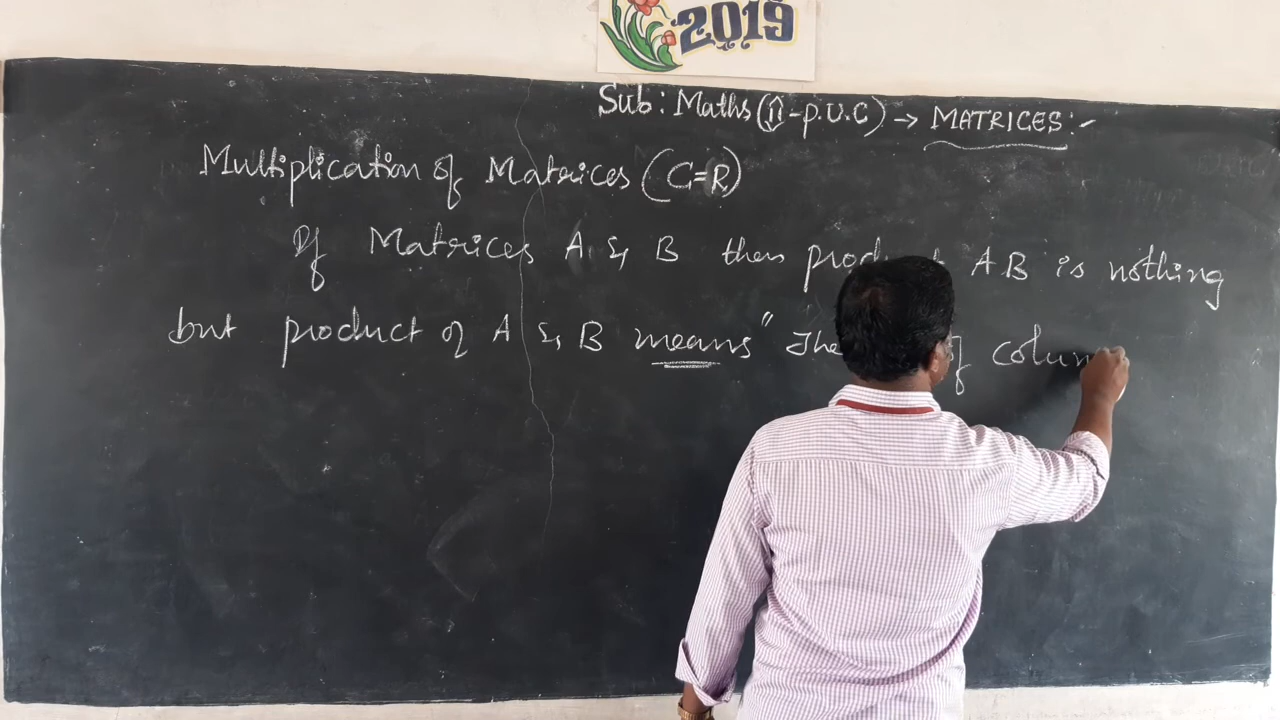 2019
Sub: Maths (II - P.U.C) → MATRICES:-
Multiplication of Matrices (C=R)
If Matrices A & B then product AB is nothing
but product of A & B means "The of colum